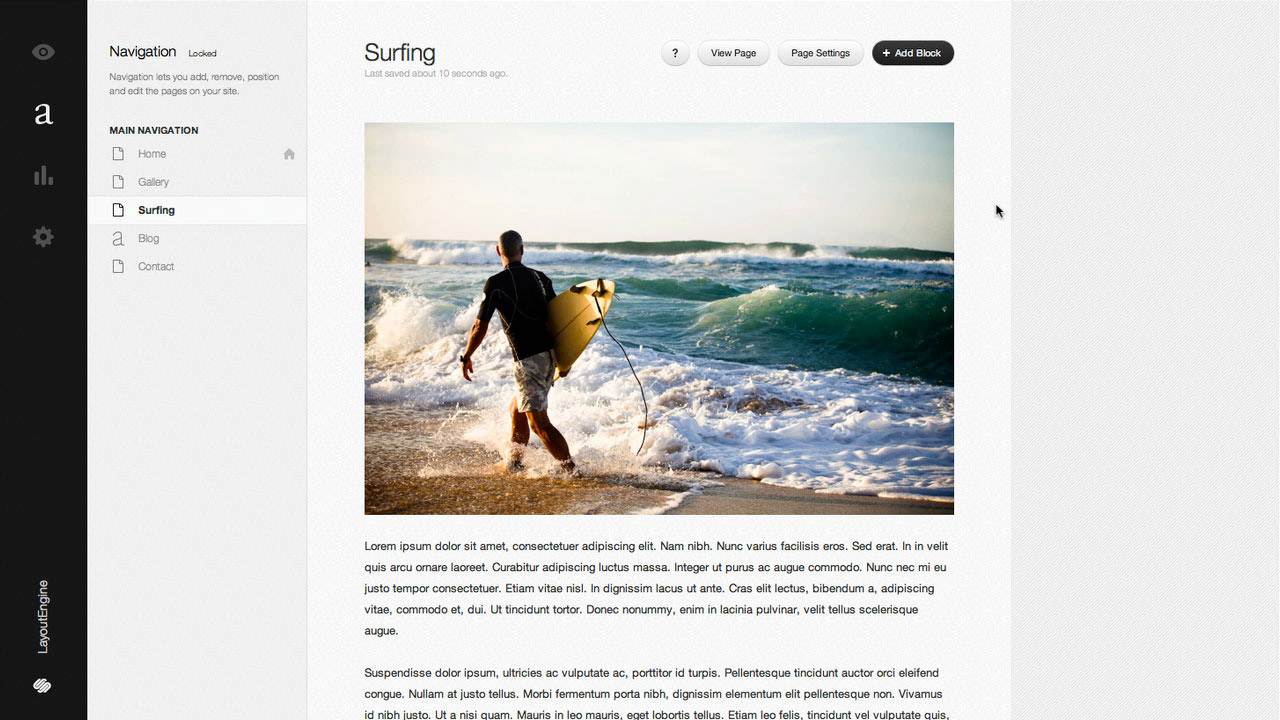 Navigation Locked
Navigation lets you add, remove, position
and edit the pages on your site.
MAIN NAVIGATION
Home
Gallery
Surfing
Blog
Contact
LayoutEngine
Surfing
? View Page Page Settings + Add Block
Last saved about 10 seconds ago.
Lorem ipsum dolor sit amet, consectetuer adipiscing elit. Nam nibh. Nunc varius facilisis eros. Sed erat. In in velit
quis arcu ornare laoreet. Curabitur adipiscing luctus massa. Integer ut purus ac augue commodo. Nunc nec mi eu
justo tempor consectetuer. Etiam vitae nisl. In dignissim lacus ut ante. Cras elit lectus, bibendum a, adipiscing
vitae, commodo et, dui. Ut tincidunt tortor. Donec nonummy, enim in lacinia pulvinar, velit tellus scelerisque
augue.
Suspendisse dolor ipsum, ultricies ac vulputate ac, porttitor id turpis. Pellentesque tincidunt auctor orci eleifend
congue. Nullam at justo tellus. Morbi fermentum porta nibh, dignissim elementum elit pellentesque non. Vivamus
id nibh justo. Ut a nisi quam. Mauris in leo mauris, eget lobortis tellus. Etiam leo felis, tincidunt vel vulputate quis,